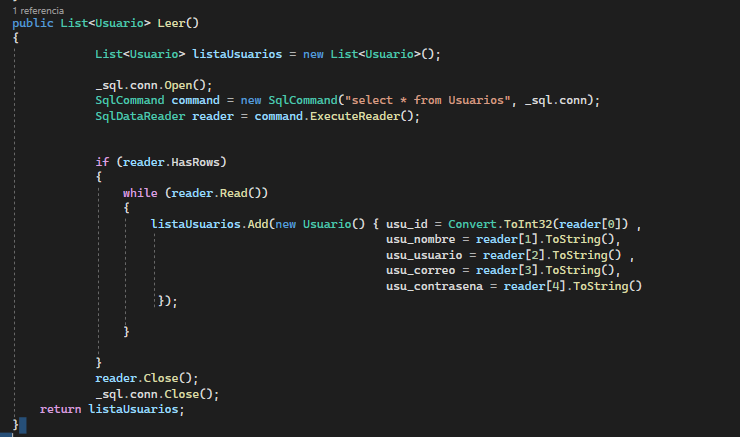 1 referencia
public List<Usuario> Leer()
{
List<Usuario> listaUsuarios = new List<Usuario>();
_sql.conn.Open();
SqlCommand command = new SqlCommand("select * from Usuarios", _sql.conn);
SqlDataReader reader = command.ExecuteReader();
if (reader.HasRows)
{
while (reader.Read())
{
listaUsuarios.Add(new Usuario() { usu_id = Convert.ToInt32(reader[0]) ,
usu_nombre = reader[1].ToString(),
usu_usuario = reader[2].ToString() ,
usu_correo = reader[3].ToString(),
usu_contrasena = reader[4].ToString()
});
}
}
reader.Close();
_sql.conn.Close();
return listaUsuarios;
}